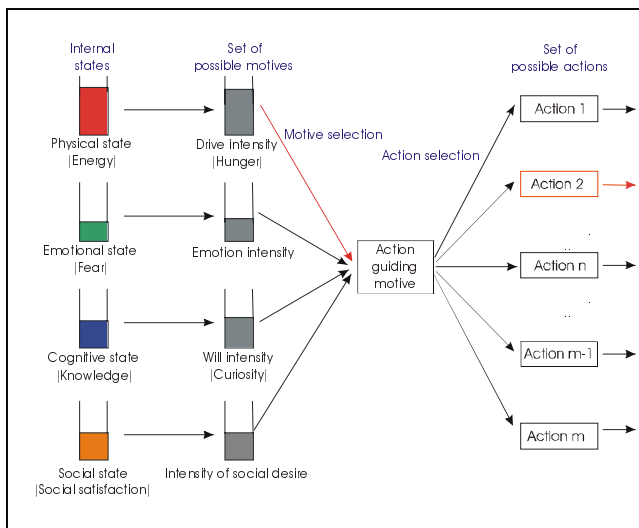 Internal
states
Set of
possible motives
Set of
possible actions
Physical state
|Energy|
Drive intensity
|Hunger|
Motive selection
Action selection
Action 1
Action 2
Emotional state
|Fear|
Emotion intensity
Action
guiding
motive
..
Action n
..
Cognitive state
|Knowledge|
Will intensity
|Curiosity|
Action m-1
Social state
|Social satisfaction|
Intensity of social desire
Action m